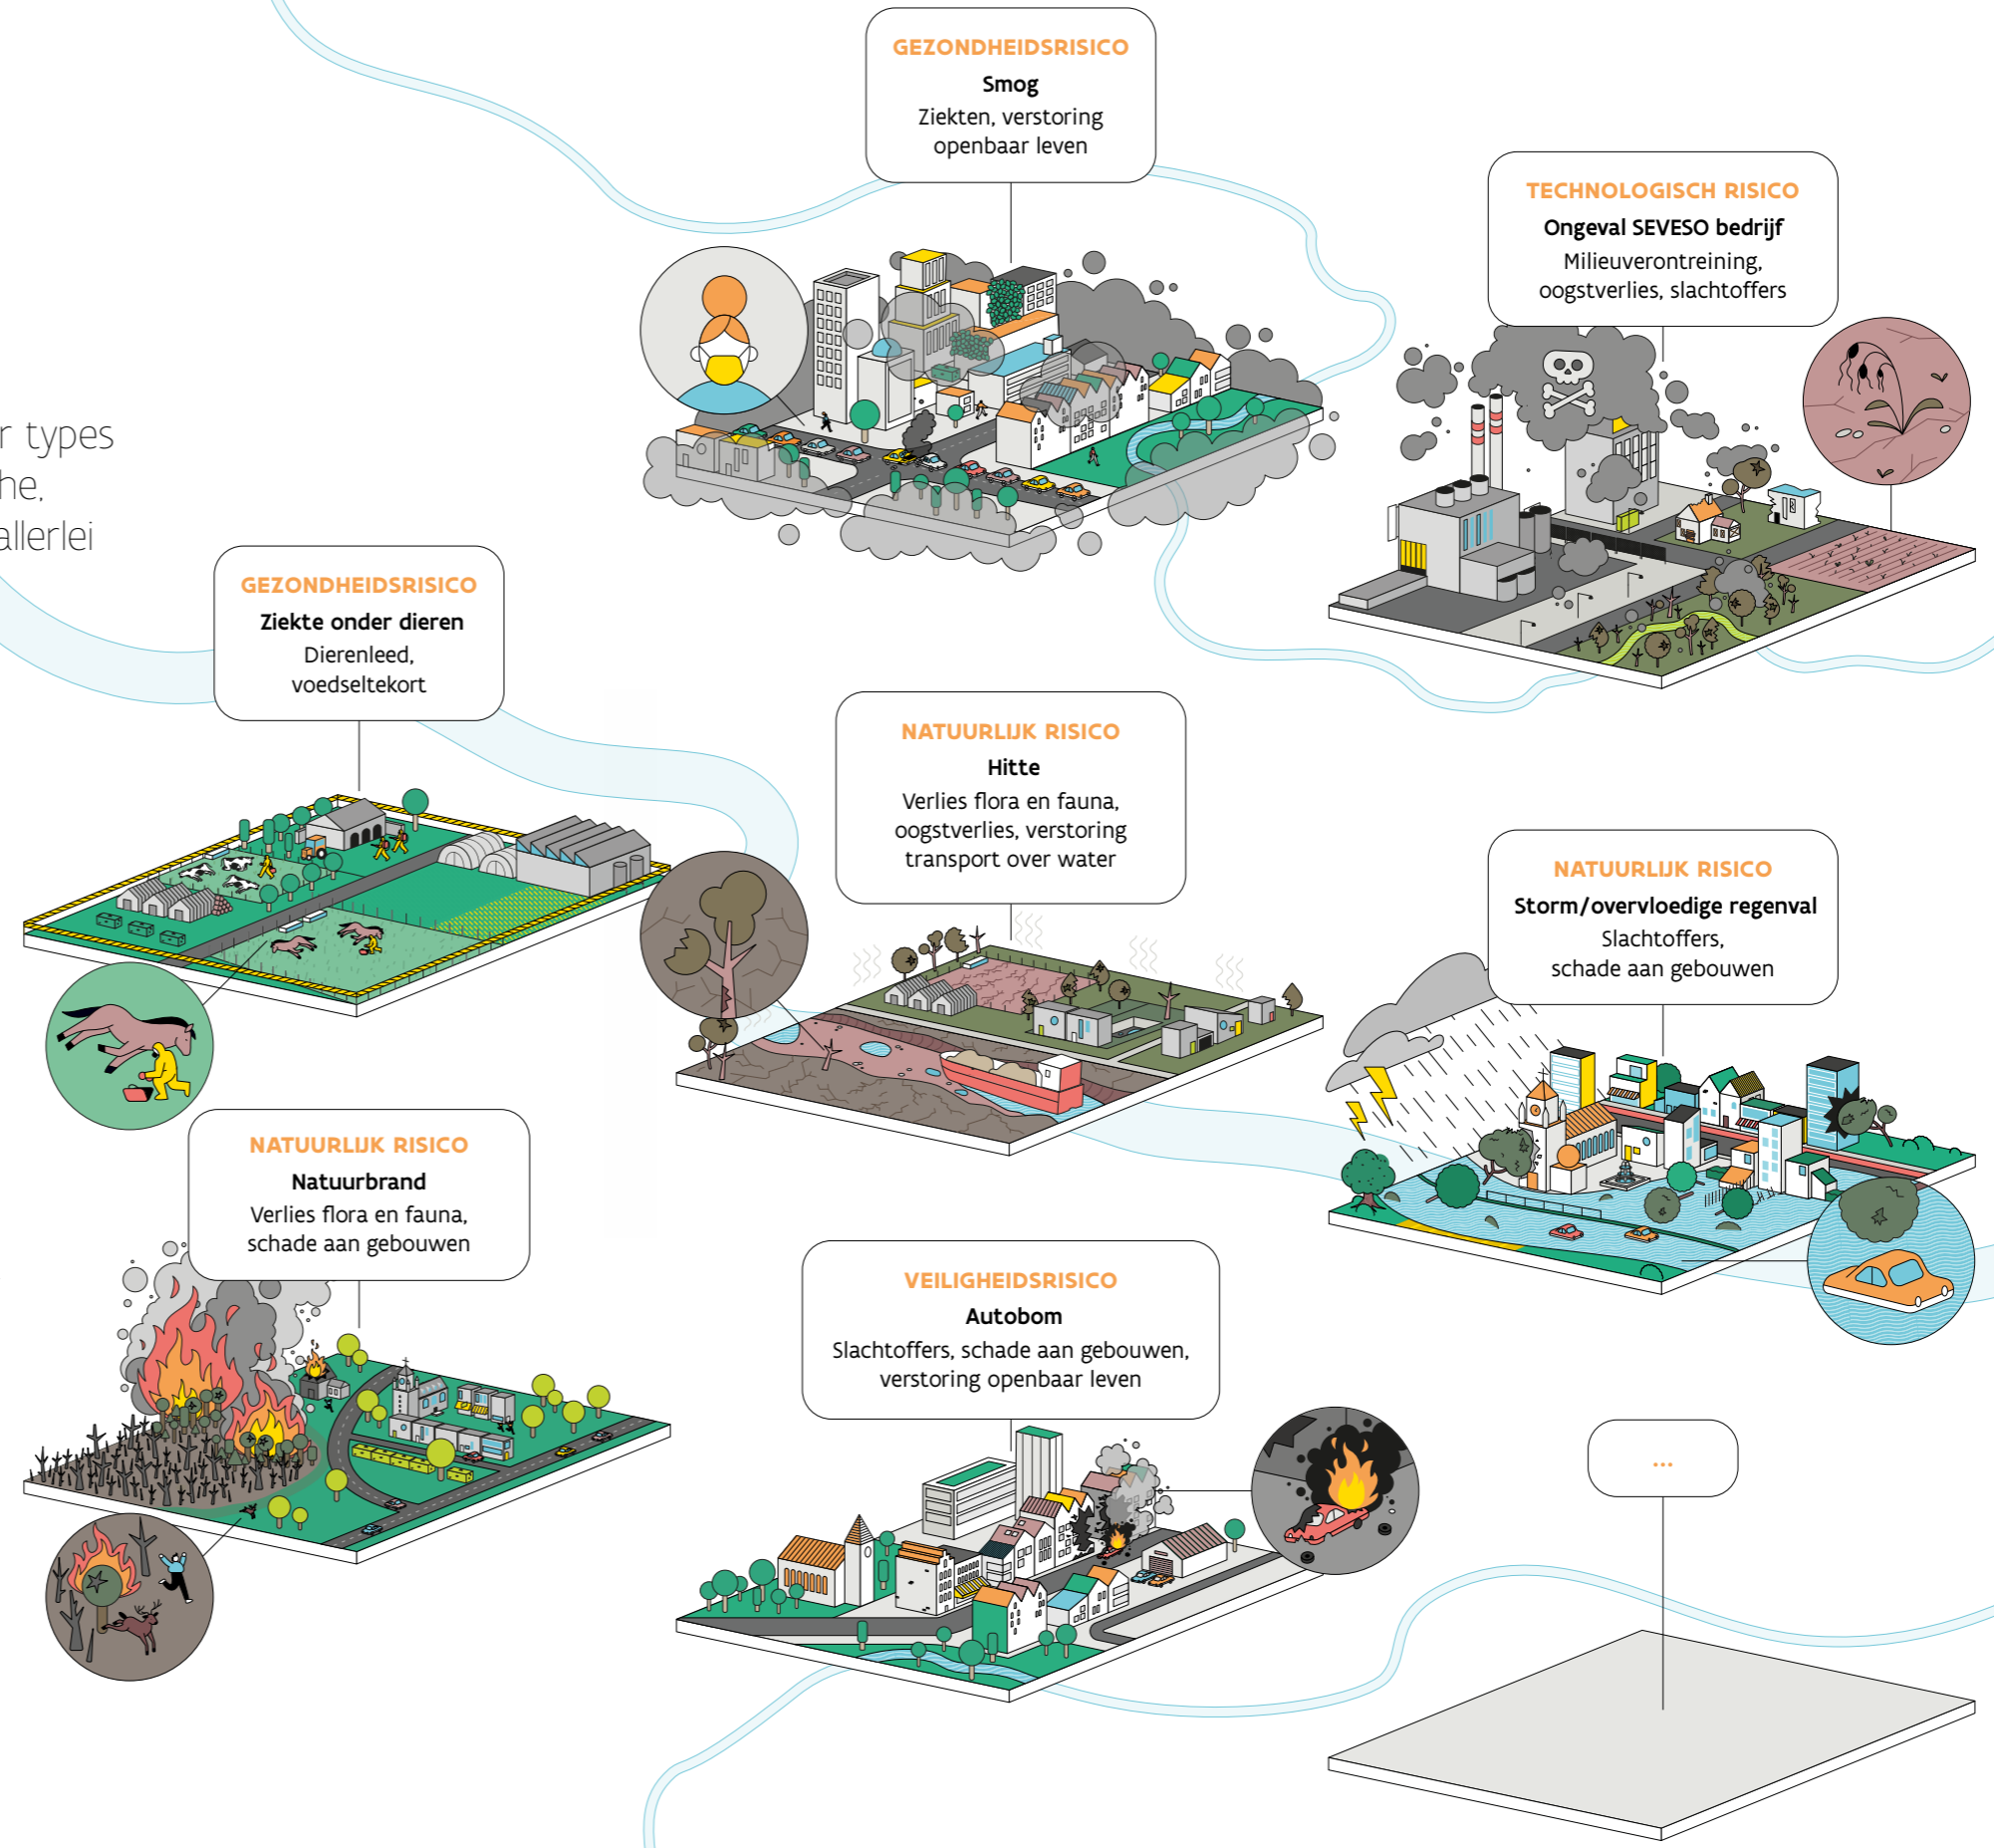 GEZONDHEIDSRISICO
Smog
Ziekten, verstoring
openbaar leven
TECHNOLOGISCH RISICO
Ongeval SEVESO bedrijf
Milieuverontreining,
oogstverlies, slachtoffers
r types
he,
allerlei
GEZONDHEIDSRISICO
Ziekte onder dieren
Dierenleed,
voedseltekort
NATUURLIJK RISICO
Hitte
Verlies flora en fauna,
oogstverlies, verstoring
transport over water
NATUURLIJK RISICO
Storm/overvloedige regenval
Slachtoffers,
schade aan gebouwen
NATUURLIJK RISICO
Natuurbrand
Verlies flora en fauna,
schade aan gebouwen
VEILIGHEIDSRISICO
Autobom
Slachtoffers, schade aan gebouwen,
verstoring openbaar leven
...